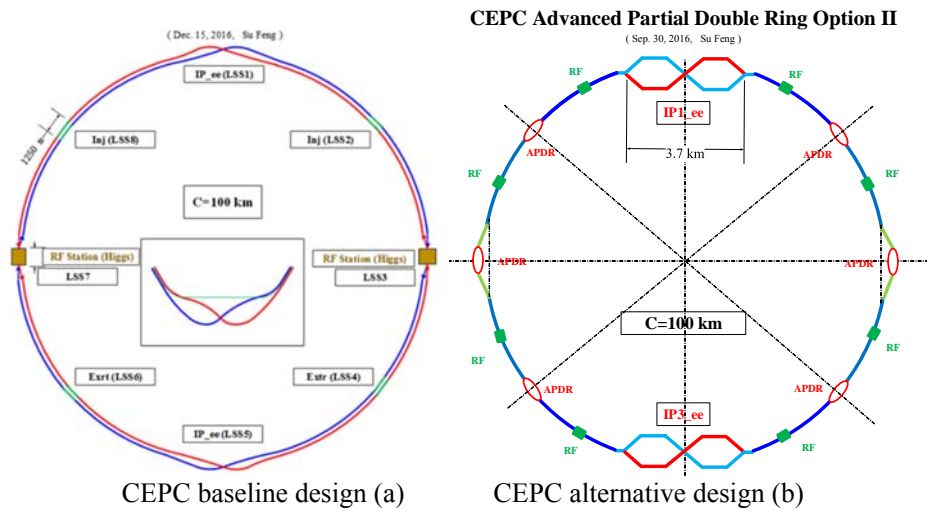 CEPC Advanced Partial Double Ring Option II
( Dec. 15, 2016, Su Feng )
( Sep. 30, 2016, Su Feng )
IP_ee (LSS1)
1250 m
Inj (LSS8)
Inj (LSS2)
C=100 km
RF Station (Higgs)
LSS7
RF Station (Higgs)
LSS3
Exrt (LSS6)
Extr (LSS4)
IP_ee (LSS5)
CEPC baseline design (a)
RF
RF
IP1_ee
3.7 km
APDR
APDR
RF
RF
APDR
APDR
C=100 km
RF
RF
APDR
APDR
IP3_ee
RF
RF
CEPC alternative design (b)